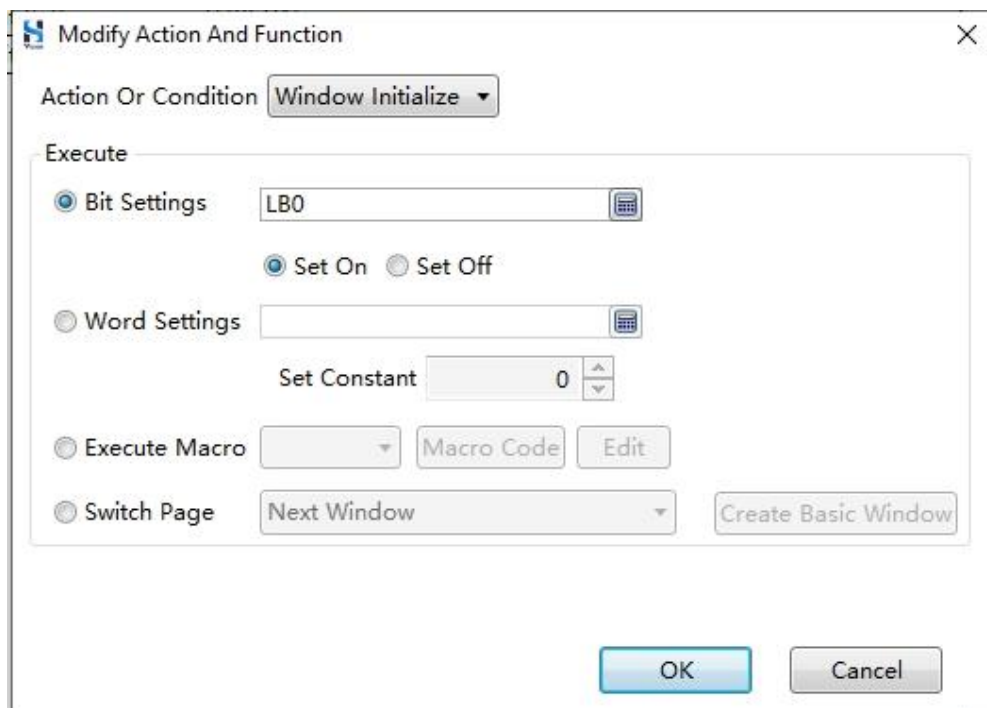 Modify Action And Function
Action Or Condition Window Initialize
Execute
Bit Settings LB0
Set On Set Off
Word Settings
Set Constant 0
Execute Macro Macro Code Edit
Switch Page Next Window Create Basic Window
OK Cancel